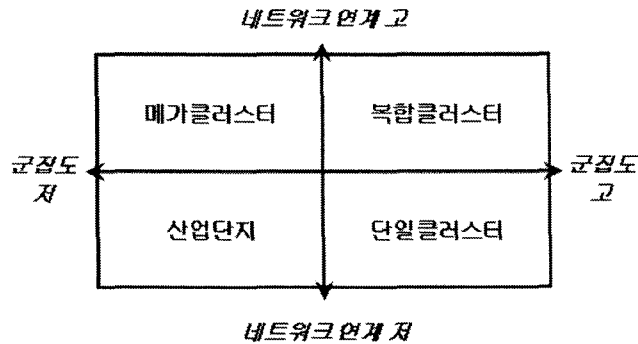 네트워크 연계 고
메가클러스터
복합클러스터
군집도
저
군집도
고
산업단지
단일클러스터
네트워크 연계 저